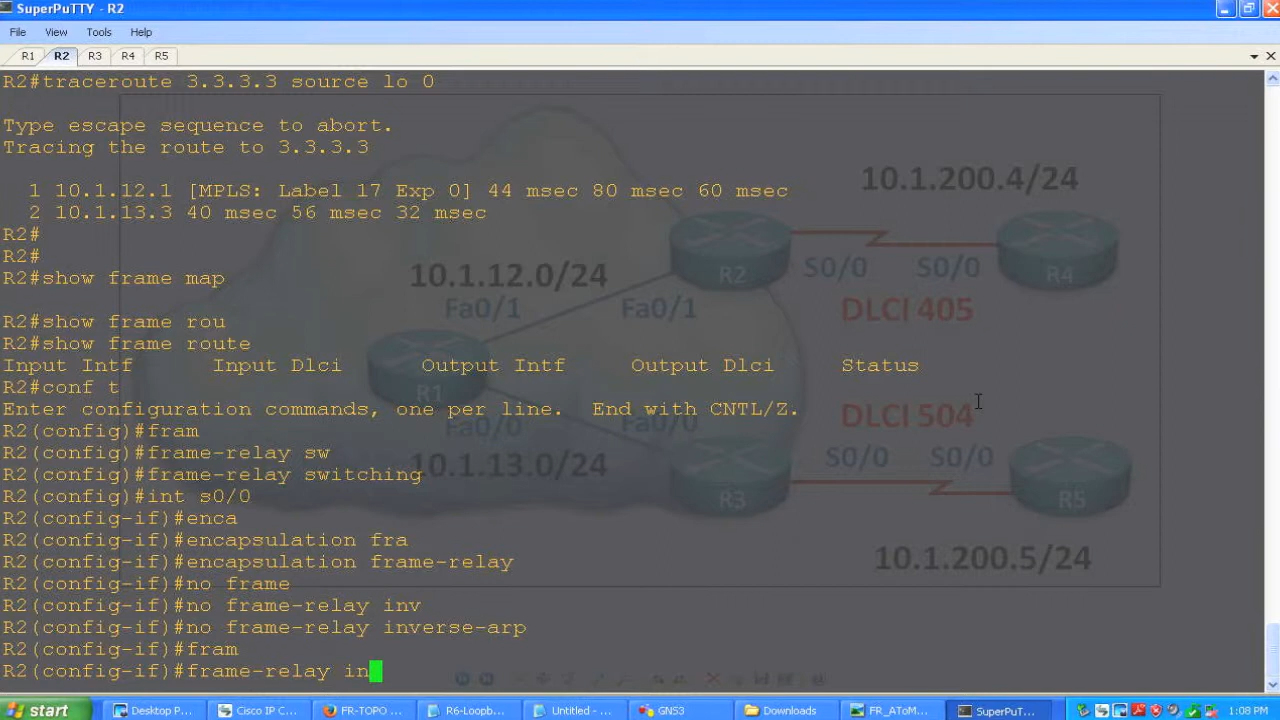 SuperPuTTY - R2
File View Tools Help
R1 R2 R3 R4 R5
R2#traceroute 3.3.3.3 source lo 0
Type escape sequence to abort.
Tracing the route to 3.3.3.3
1 10.1.12.1 [MPLS: Label 17 Exp 0] 44 msec 80 msec 60 msec
2 10.1.13.3 40 msec 56 msec 32 msec
R2#
R2#
R2#show frame map
R2#show frame rou
R2#show frame route
Input Intf Input Dlci Output Intf Output Dlci Status
R2#conf t
Enter configuration commands, one per line. End with CNTL/Z.
R2(config)#fram
R2(config)#frame-relay sw
R2(config)#frame-relay switching
R2(config)#int s0/0
R2(config-if)#enca
R2(config-if)#encapsulation fra
R2(config-if)#encapsulation frame-relay
R2(config-if)#no frame
R2(config-if)#no frame-relay inv
R2(config-if)#no frame-relay inverse-arp
R2(config-if)#fram
R2(config-if)#frame-relay in
10.1.200.4/24
10.1.12.0/24
R2
S0/0
S0/0
R4
Fa0/1
Fa0/1
DLCI 405
R1
DLCI 504
Fa0/0
Fa0/0
10.1.13.0/24
S0/0
S0/0
R3
R5
10.1.200.5/24
start
Desktop P...
Cisco IP C...
FR-TOPO ...
R6-Loopb...
Untitled - ...
GNS3
Downloads
FR_AToM...
SuperPuT...
1:08 PM